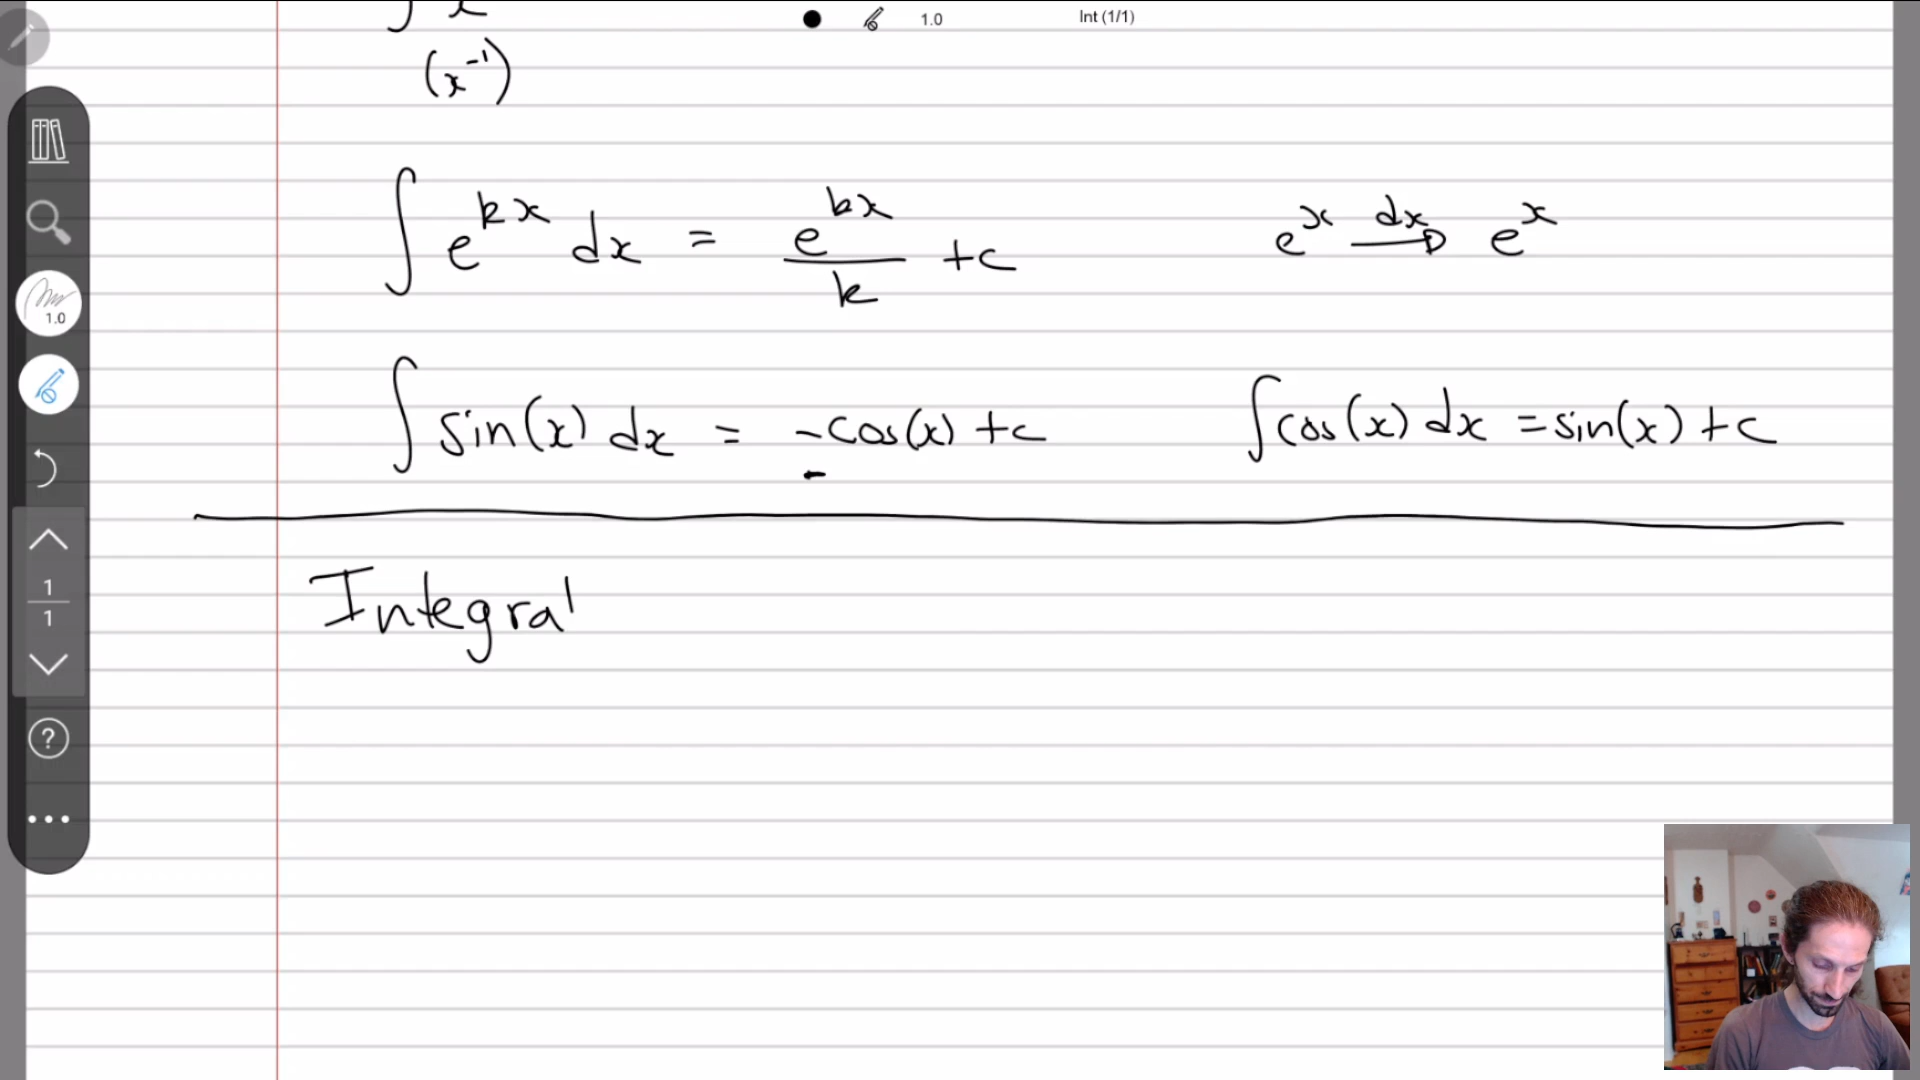 1.0 Int (1/1)
(x⁻¹)
∫ e^{kx} dx = e^{kx}/k + c
e^x —dx→ e^x
∫ sin(x) dx = -cos(x) + c
∫ cos(x) dx = sin(x) + c
Integral
1.0
1
1
?